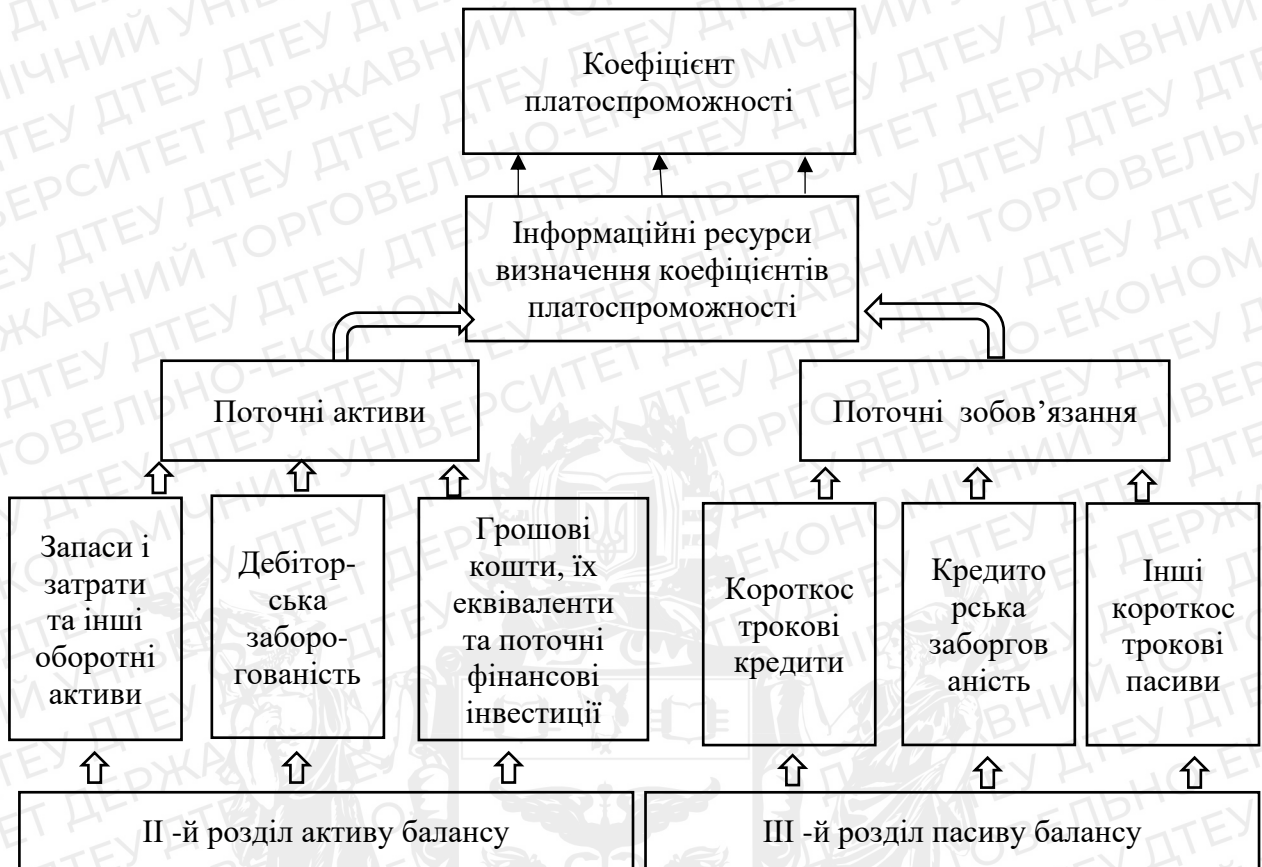 Коефіцієнт
платоспроможності
Інформаційні ресурси
визначення коефіцієнтів
платоспроможності
Поточні активи
Поточні зобов’язання
Запаси і
затрати
та інші
оборотні
активи
Дебітор-
ська
заборо-
гованість
Грошові
кошти, їх
еквіваленти
та поточні
фінансові
інвестиції
Короткос
трокові
кредити
Кредито
рська
заборгов
аність
Інші
короткос
трокові
пасиви
ІІ -й розділ активу балансу
ІІІ -й розділ пасиву балансу